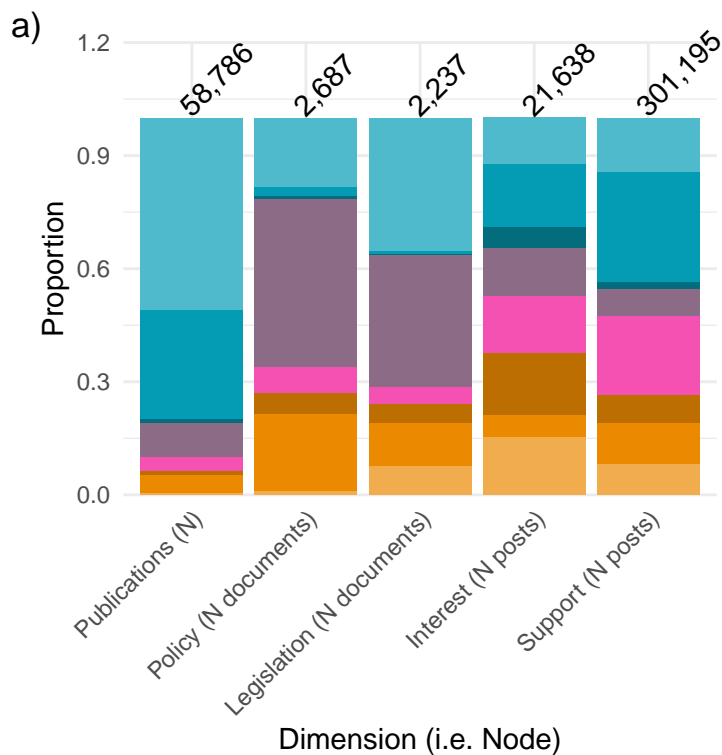 a)
1.2
0.9
0.6
0.3
0.0
Proportion
58,786
2,687
2,237
21,638
301,195
Publications (N)
Policy (N documents)
Legislation (N documents)
Interest (N posts)
Support (N posts)
Dimension (i.e. Node)